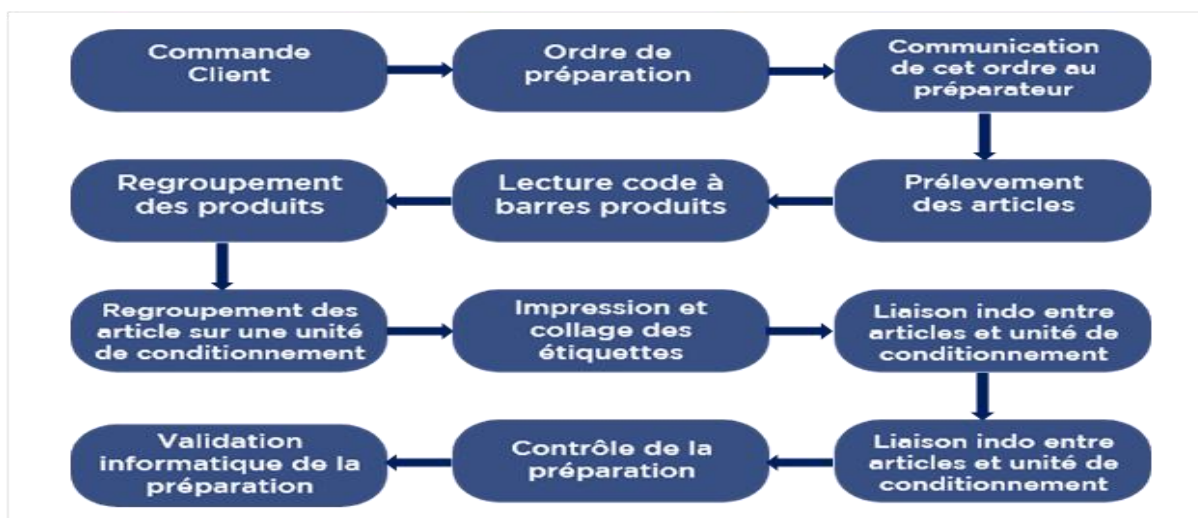 Commande
Client
Ordre de
préparation
Communication
de cet ordre au
préparateur
Prélevement
des articles
Lecture code à
barres produits
Regroupement
des produits
Regroupement des
article sur une unité
de conditionnement
Impression et
collage des
étiquettes
Liaison indo entre
articles et unité de
conditionnement
Liaison indo entre
articles et unité de
conditionnement
Contrôle de la
préparation
Validation
informatique de la
préparation